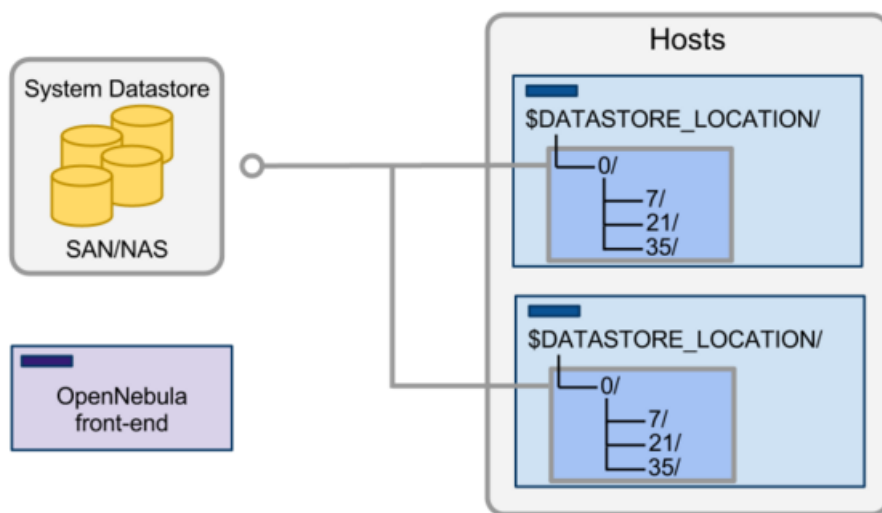 System Datastore
SAN/NAS
OpenNebula
front-end
Hosts
$DATASTORE_LOCATION/
0/
7/
21/
35/
$DATASTORE_LOCATION/
0/
7/
21/
35/